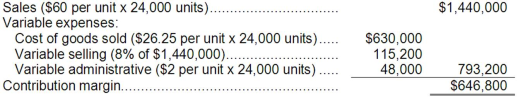 Sales ($60 per unit x 24,000 units)................................ $1,440,000
Variable expenses:
Cost of goods sold ($26.25 per unit x 24,000 units)..... $630,000
Variable selling (8% of $1,440,000)............................ 115,200
Variable administrative ($2 per unit x 24,000 units)..... 48,000 793,200
Contribution margin..................................................... $646,800